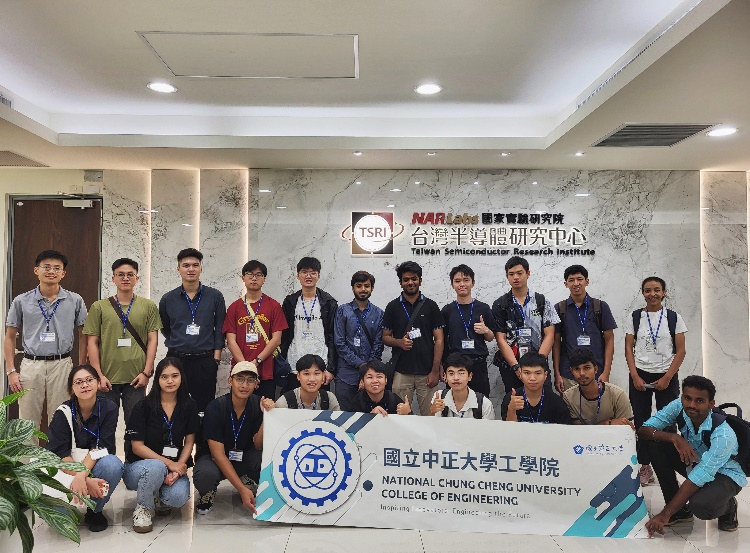 TSRI
NARLabs 國家實驗研究院
台灣半導體研究中心
Taiwan Semiconductor Research Institute
正
國立中正大學工學院
NATIONAL CHUNG CHENG UNIVERSITY
COLLEGE OF ENGINEERING